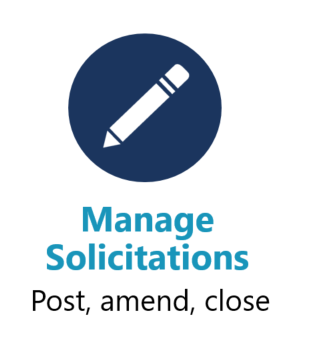 Manage
Solicitations
Post, amend, close